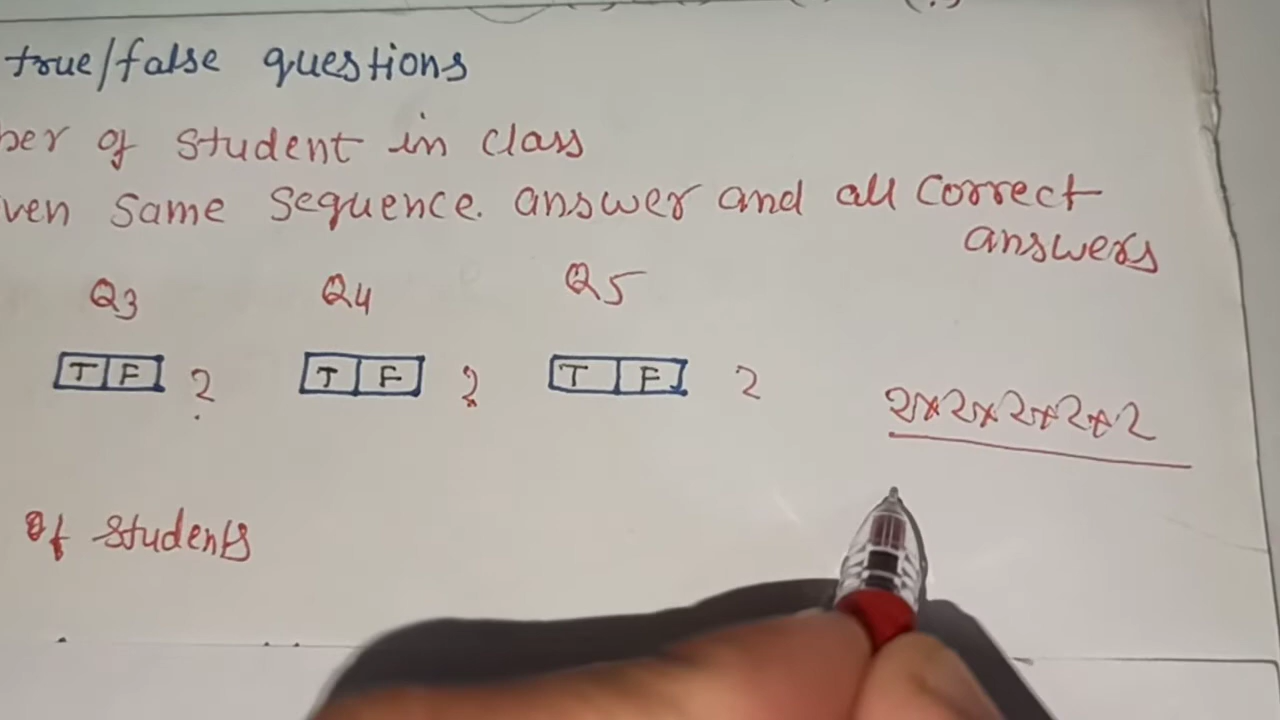 true/false questions
ber of student in class
ven same sequence. answer and all correct
answers
Q3 Q4 Q5
T F 2 T F 2 T F 2
2×2×2×2×2
Of students